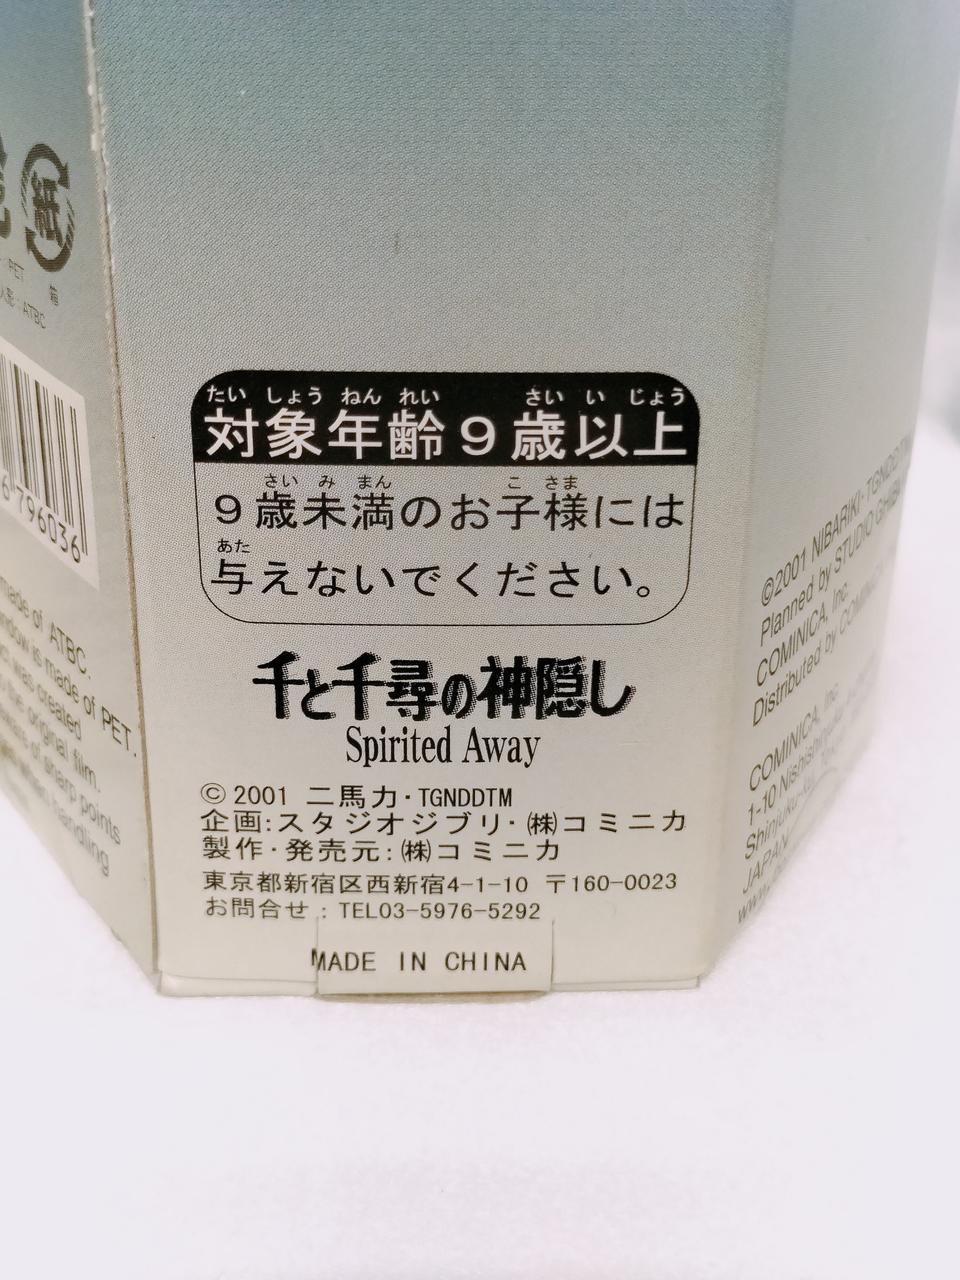 紙
PET
箱
ATBC
796036
made of ATBC.
window is made of PET.
was created
the original film.
of sharp points
handling
たい しょう ねん れい さい い じょう
対象年齢9歳以上
さい み まん こ さま
9歳未満のお子様には
あた
与えないでください。
千と千尋の神隠し
Spirited Away
© 2001 二馬力・TGNDDTM
企画:スタジオジブリ・㈱コミニカ
製作・発売元:㈱コミニカ
東京都新宿区西新宿4-1-10 〒160-0023
お問合せ:TEL03-5976-5292
MADE IN CHINA
©2001 NIBARIKI・TGNDDTM
Planned by STUDIO GHIBLI
COMINICA, Inc.
Distributed by COMINICA
COMINICA, Inc.
1-10 Nishishinjuku
Shinjuku-ku,
JAPAN